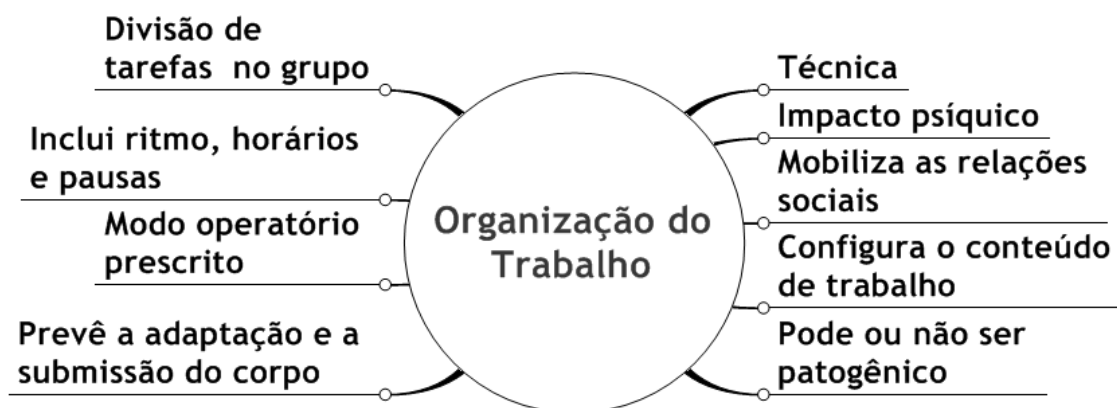 Divisão de
tarefas no grupo
Inclui ritmo, horários
e pausas
Modo operatório
prescrito
Prevê a adaptação e a
submissão do corpo
Organização do
Trabalho
Técnica
Impacto psíquico
Mobiliza as relações
sociais
Configura o conteúdo
de trabalho
Pode ou não ser
patogênico